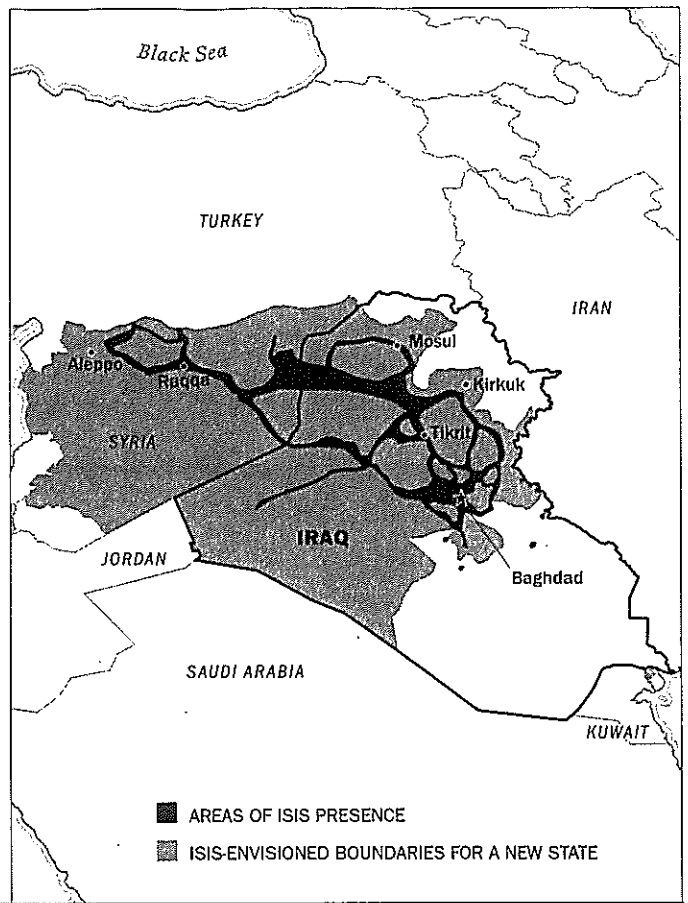 Black Sea
TURKEY
IRAN
Mosul
Aleppo
Raqqa
Kirkuk
Tikrit
SYRIA
IRAQ
JORDAN
Baghdad
SAUDI ARABIA
KUWAIT
AREAS OF ISIS PRESENCE
ISIS-ENVISIONED BOUNDARIES FOR A NEW STATE